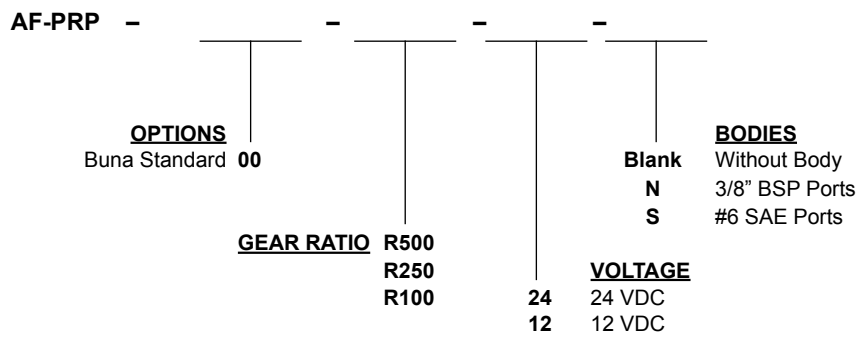 AF-PRP – – – –
OPTIONS
Buna Standard 00
BODIES
Blank Without Body
N 3/8” BSP Ports
S #6 SAE Ports
GEAR RATIO R500
R250
R100
VOLTAGE
24 24 VDC
12 12 VDC